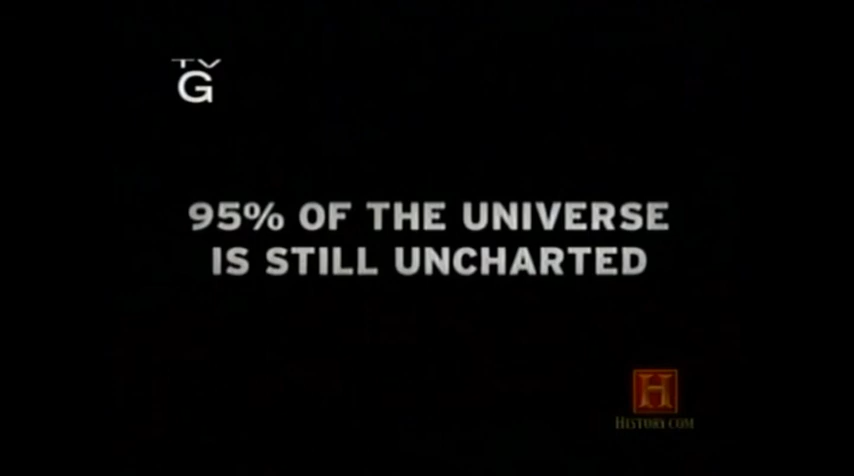 TV
G
95% OF THE UNIVERSE
IS STILL UNCHARTED
H
HISTORY.COM